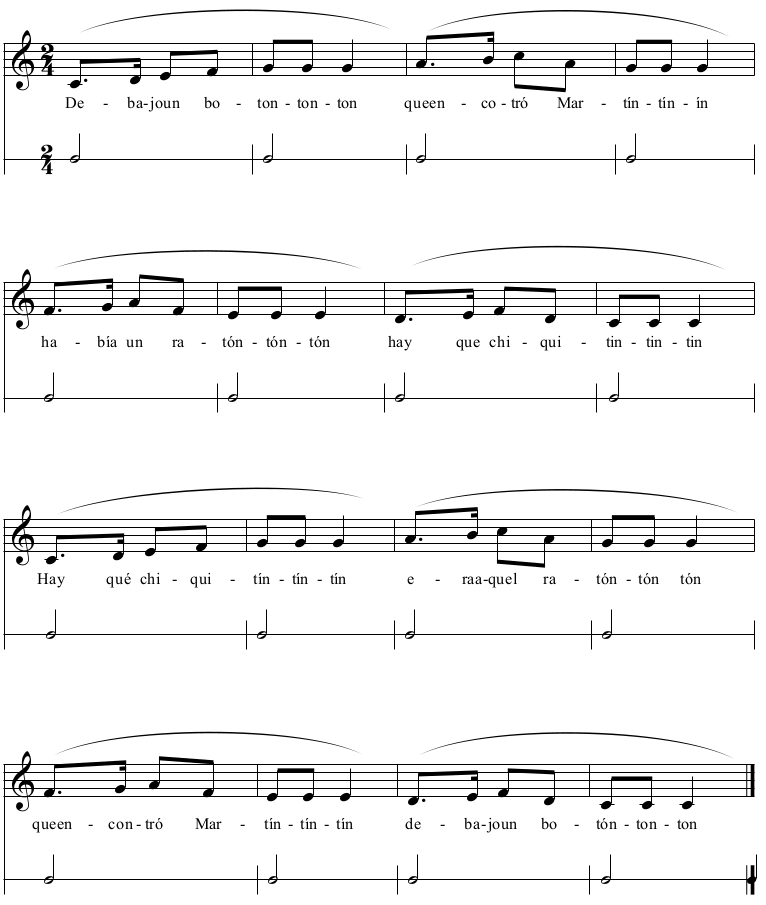 2 4
De - ba-joun bo - ton - ton - ton queen - co - tró Mar - tín - tín - ín
2 4
ha - bía un ra - tón - tón - tón hay que chi - qui - tin - tin - tin
Hay qué chi - qui - tín - tín - tín e - raa-quel ra - tón - tón tón
queen - con - tró Mar - tín - tín - tín de - ba-joun bo - tón - ton - ton